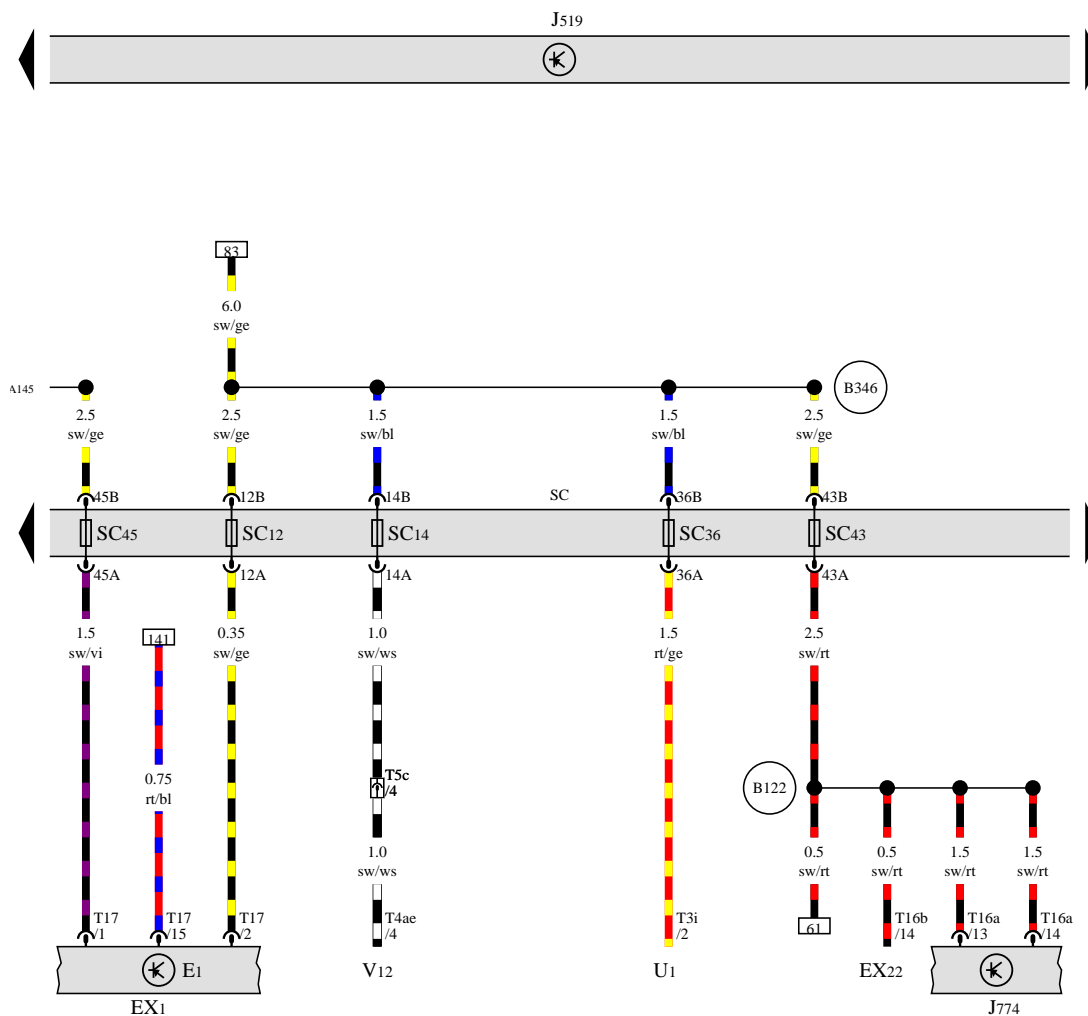 J519
83
6.0
sw/ge
A145
B346
2.5
sw/ge
2.5
sw/ge
1.5
sw/bl
1.5
sw/bl
2.5
sw/ge
45B
12B
14B
SC
36B
43B
SC45
SC12
SC14
SC36
SC43
45A
12A
14A
36A
43A
1.5
sw/vi
141
0.35
sw/ge
1.0
sw/ws
1.5
rt/ge
2.5
sw/rt
0.75
rt/bl
T5c
/4
B122
1.0
sw/ws
0.5
sw/rt
0.5
sw/rt
1.5
sw/rt
1.5
sw/rt
T17
/1
T17
/15
T17
/2
T4ae
/4
T3i
/2
61
T16b
/14
T16a
/13
T16a
/14
E1
V12
U1
EX22
EX1
J774